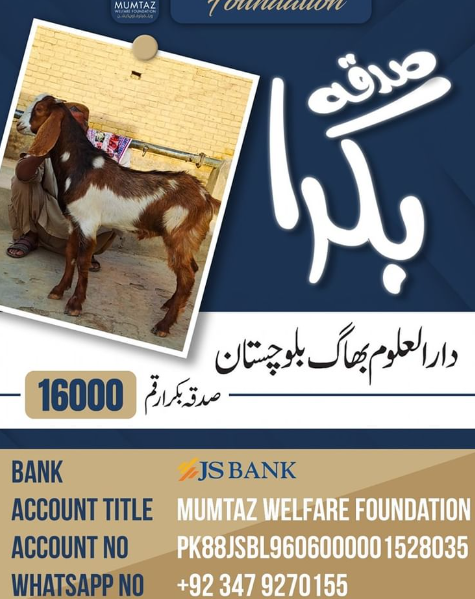 MUMTAZ
WELFARE FOUNDATION
Foundation
صدقہ
بکرا
دارالعلوم بھاگ بلوچستان
16000 صدقہ بکرا رقم
BANK JS BANK
ACCOUNT TITLE MUMTAZ WELFARE FOUNDATION
ACCOUNT NO PK88JSBL9606000001528035
WHATSAPP NO +92 347 9270155